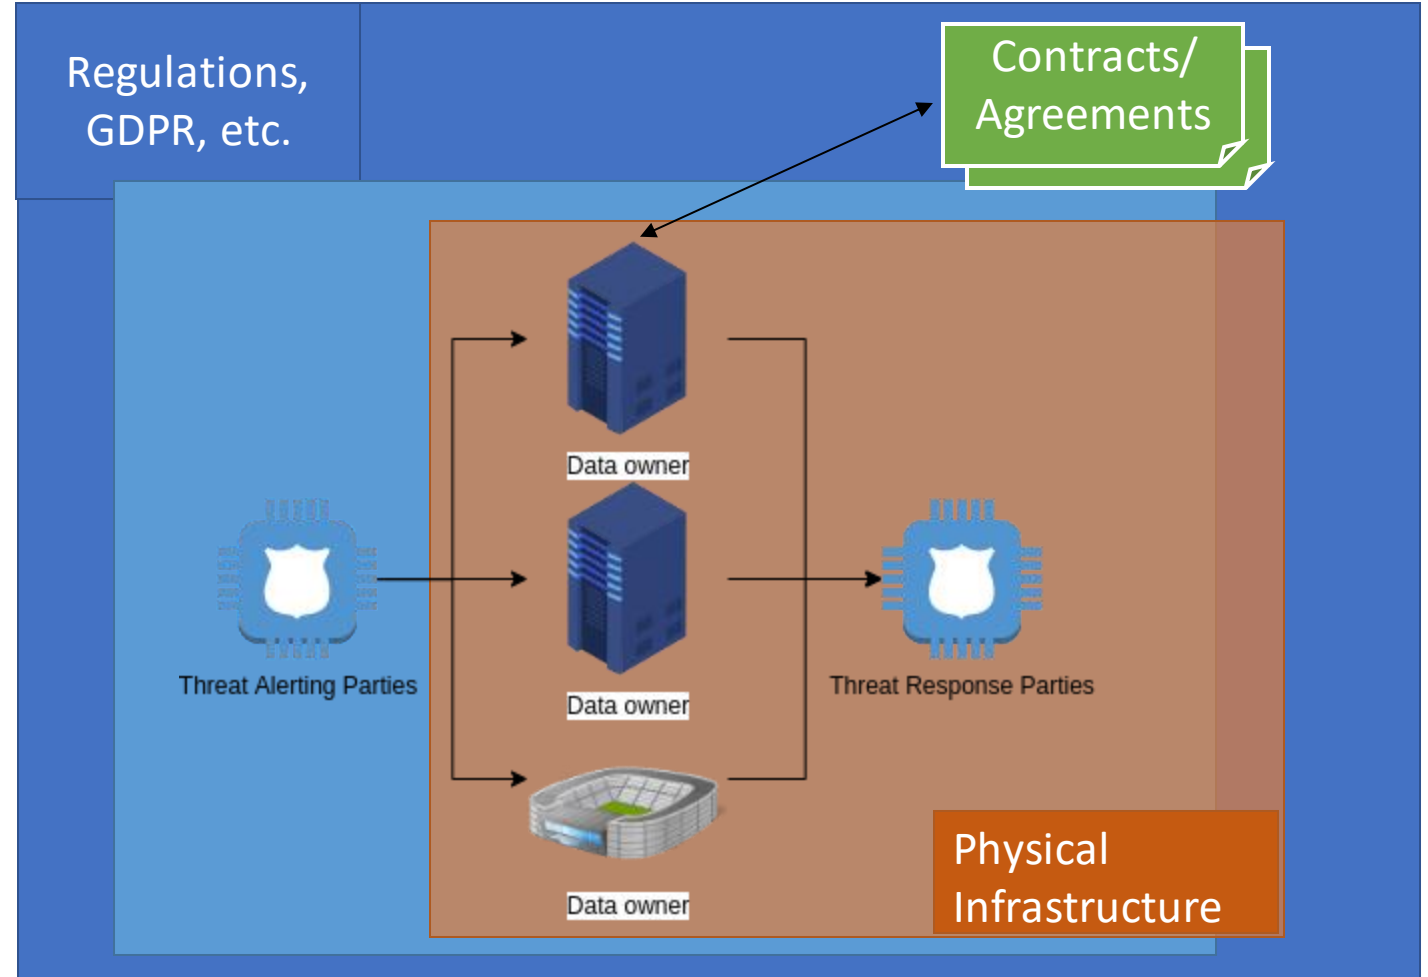 Regulations,
GDPR, etc.
Contracts/
Agreements
Data owner
Threat Alerting Parties
Data owner
Threat Response Parties
Data owner
Physical
Infrastructure